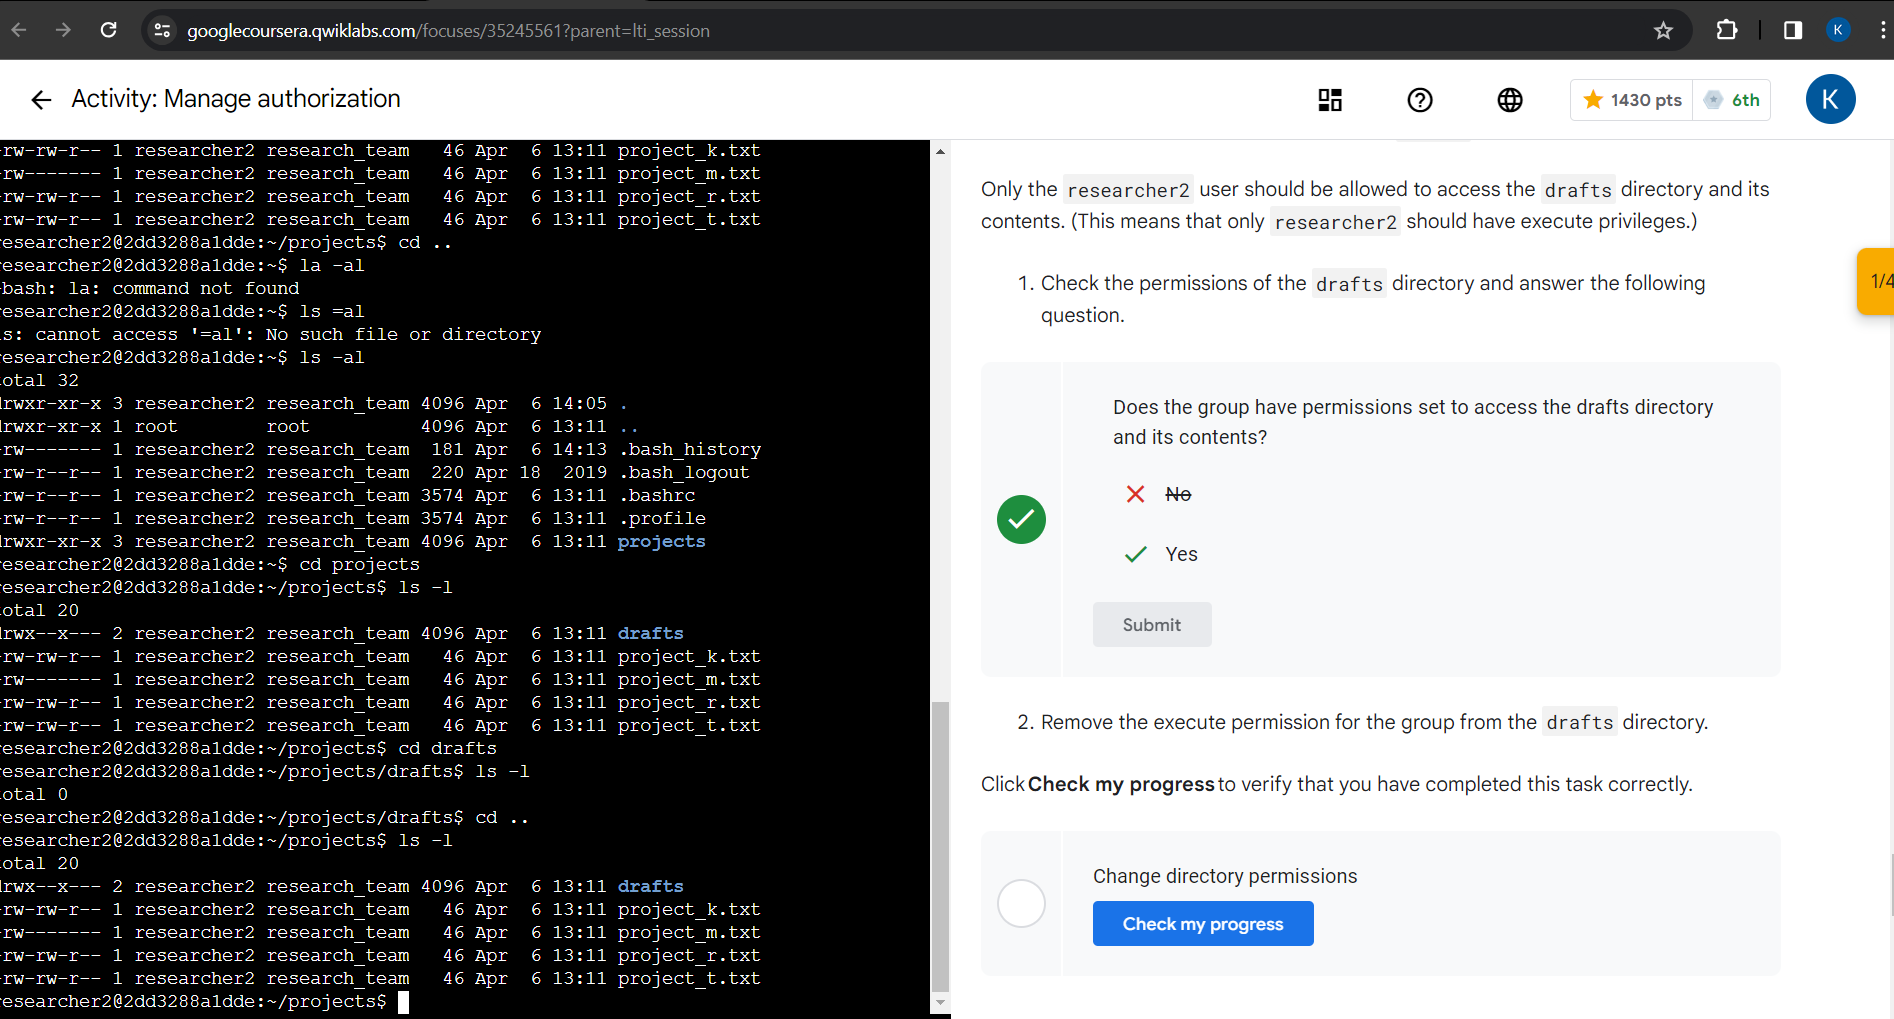 googlecoursera.qwiklabs.com/focuses/35245561?parent=lti_session
K
Activity: Manage authorization
1430 pts
6th
K
rw-rw-r-- 1 researcher2 research_team   46 Apr  6 13:11 project_k.txt
rw------- 1 researcher2 research_team   46 Apr  6 13:11 project_m.txt
rw-rw-r-- 1 researcher2 research_team   46 Apr  6 13:11 project_r.txt
rw-rw-r-- 1 researcher2 research_team   46 Apr  6 13:11 project_t.txt
esearcher2@2dd3288a1dde:~/projects$ cd ..
esearcher2@2dd3288a1dde:~$ la -al
bash: la: command not found
esearcher2@2dd3288a1dde:~$ ls =al
s: cannot access '=al': No such file or directory
esearcher2@2dd3288a1dde:~$ ls -al
otal 32
rwxr-xr-x 3 researcher2 research_team 4096 Apr  6 14:05 .
rwxr-xr-x 1 root        root          4096 Apr  6 13:11 ..
rw------- 1 researcher2 research_team  181 Apr  6 14:13 .bash_history
rw-r--r-- 1 researcher2 research_team  220 Apr 18  2019 .bash_logout
rw-r--r-- 1 researcher2 research_team 3574 Apr  6 13:11 .bashrc
rw-r--r-- 1 researcher2 research_team 3574 Apr  6 13:11 .profile
rwxr-xr-x 3 researcher2 research_team 4096 Apr  6 13:11 projects
esearcher2@2dd3288a1dde:~$ cd projects
esearcher2@2dd3288a1dde:~/projects$ ls -l
otal 20
rwx--x--- 2 researcher2 research_team 4096 Apr  6 13:11 drafts
rw-rw-r-- 1 researcher2 research_team   46 Apr  6 13:11 project_k.txt
rw------- 1 researcher2 research_team   46 Apr  6 13:11 project_m.txt
rw-rw-r-- 1 researcher2 research_team   46 Apr  6 13:11 project_r.txt
rw-rw-r-- 1 researcher2 research_team   46 Apr  6 13:11 project_t.txt
esearcher2@2dd3288a1dde:~/projects$ cd drafts
esearcher2@2dd3288a1dde:~/projects/drafts$ ls -l
otal 0
esearcher2@2dd3288a1dde:~/projects/drafts$ cd ..
esearcher2@2dd3288a1dde:~/projects$ ls -l
otal 20
rwx--x--- 2 researcher2 research_team 4096 Apr  6 13:11 drafts
rw-rw-r-- 1 researcher2 research_team   46 Apr  6 13:11 project_k.txt
rw------- 1 researcher2 research_team   46 Apr  6 13:11 project_m.txt
rw-rw-r-- 1 researcher2 research_team   46 Apr  6 13:11 project_r.txt
rw-rw-r-- 1 researcher2 research_team   46 Apr  6 13:11 project_t.txt
esearcher2@2dd3288a1dde:~/projects$
Only the researcher2 user should be allowed to access the drafts directory and its
contents. (This means that only researcher2 should have execute privileges.)
1/4
1. Check the permissions of the drafts directory and answer the following
question.
Does the group have permissions set to access the drafts directory
and its contents?
No
Yes
Submit
2. Remove the execute permission for the group from the drafts directory.
Click Check my progress to verify that you have completed this task correctly.
Change directory permissions
Check my progress